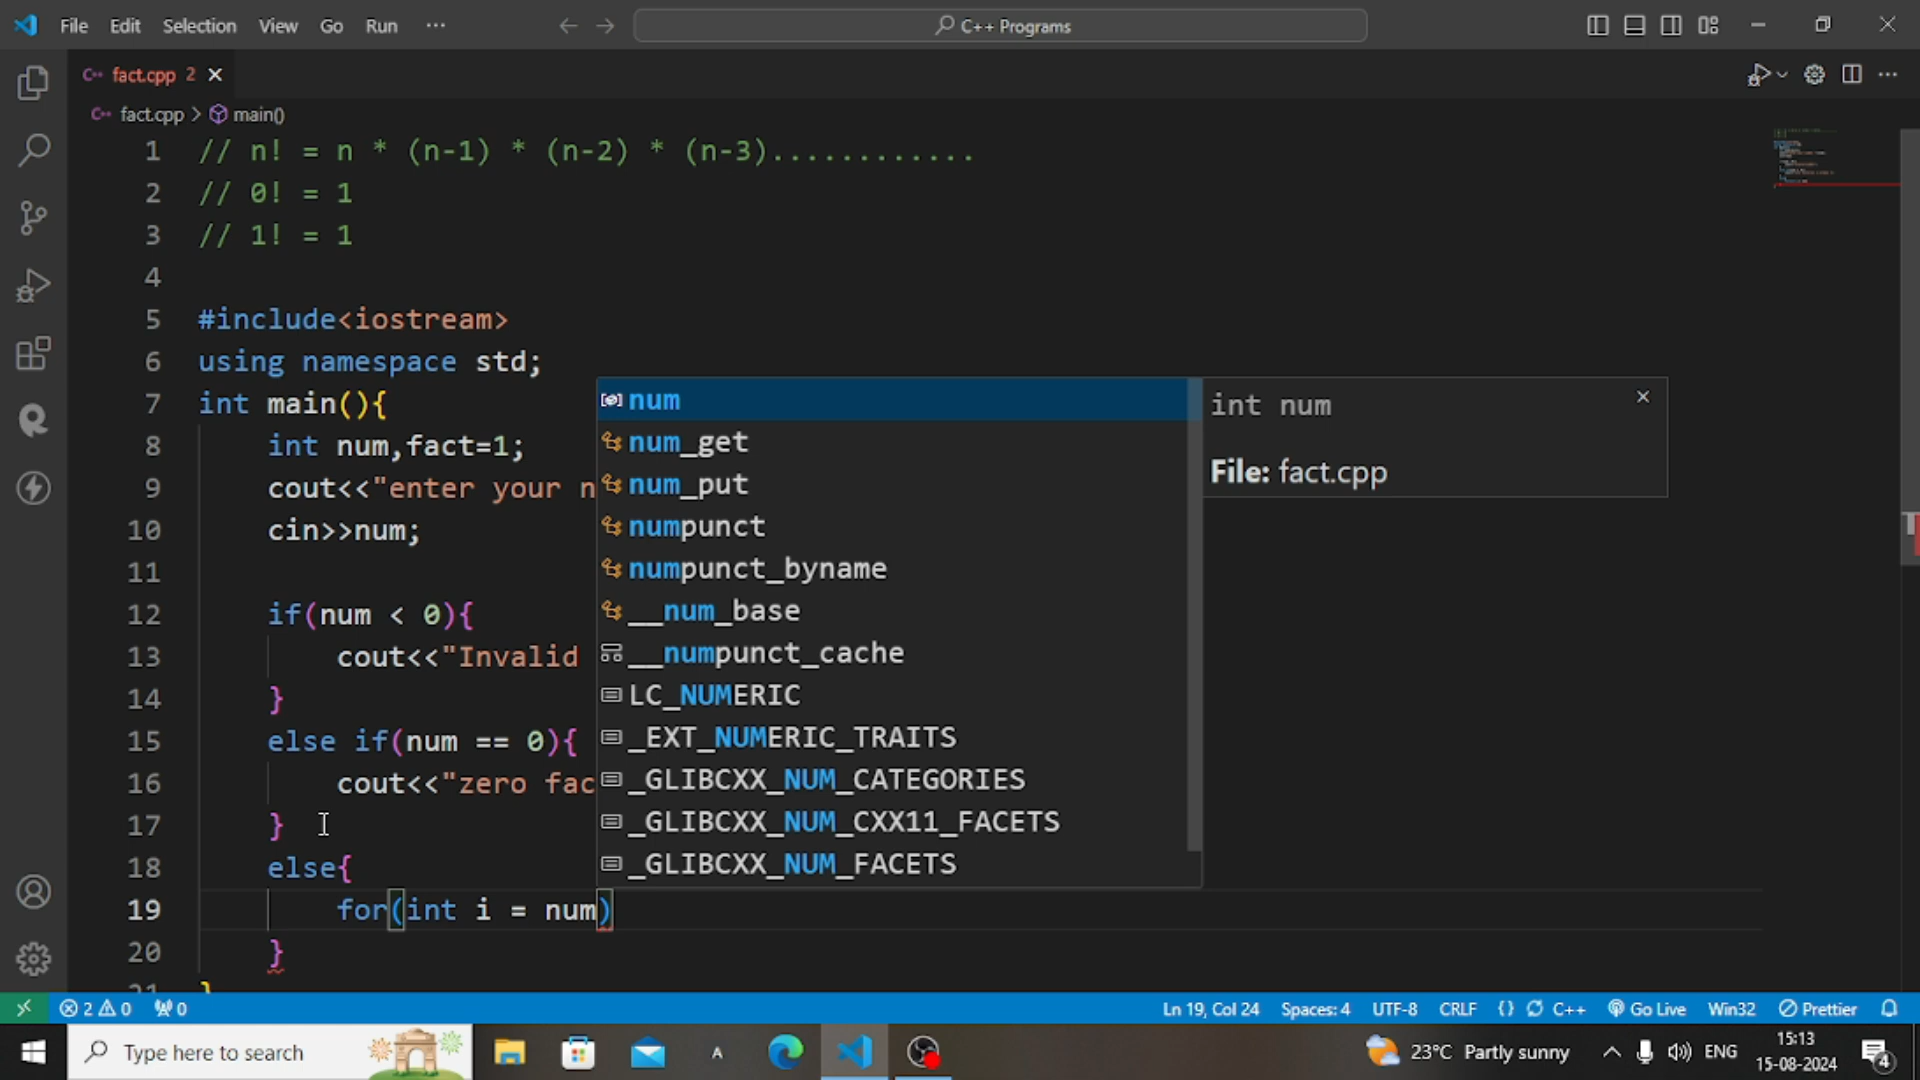 File Edit Selection View Go Run ···
C++ Programs
fact.cpp 2
fact.cpp > main()
1 // n! = n * (n-1) * (n-2) * (n-3)............
2 // 0! = 1
3 // 1! = 1
4
5 #include<iostream>
6 using namespace std;
7 int main(){
8 int num,fact=1;
9 cout<<"enter your n
10 cin>>num;
11
12 if(num < 0){
13 cout<<"Invalid
14 }
15 else if(num == 0){
16 cout<<"zero fac
17 }
18 else{
19 for(int i = num)
20 }
21 }
num
num_get
num_put
numpunct
numpunct_byname
__num_base
__numpunct_cache
LC_NUMERIC
_EXT_NUMERIC_TRAITS
_GLIBCXX_NUM_CATEGORIES
_GLIBCXX_NUM_CXX11_FACETS
_GLIBCXX_NUM_FACETS
int num
File: fact.cpp
2 0 0
Ln 19, Col 24 Spaces: 4 UTF-8 CRLF {} C++ Go Live Win32 Prettier
Type here to search
A
23°C Partly sunny
ENG
15:13
15-08-2024
4